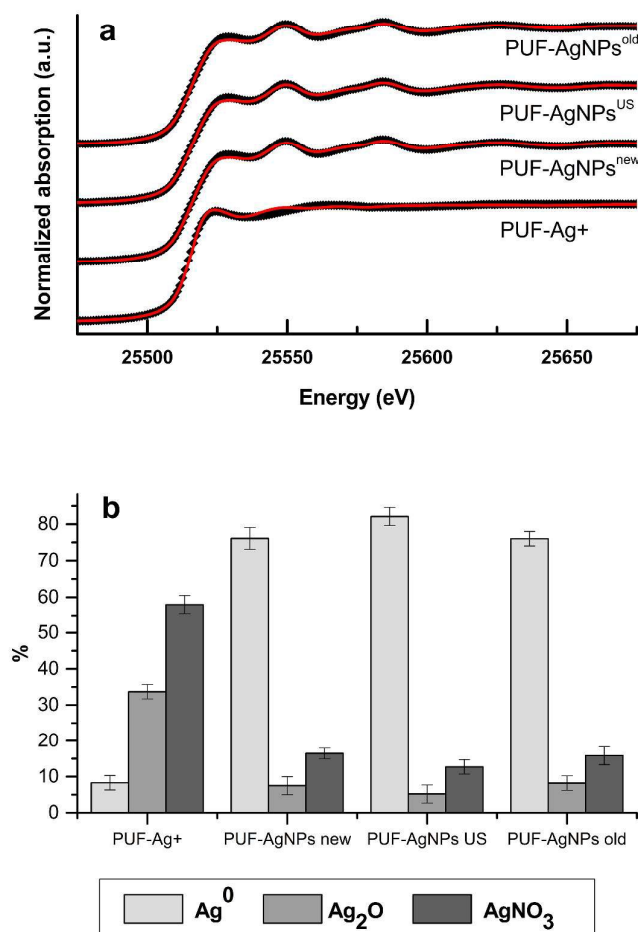 a
Normalized absorption (a.u.)
PUF-AgNPs^old
PUF-AgNPs^US
PUF-AgNPs^new
PUF-Ag+
25500 25550 25600 25650
Energy (eV)
b
%
80
70
60
50
40
30
20
10
0
PUF-Ag+ PUF-AgNPs new PUF-AgNPs US PUF-AgNPs old
Ag⁰ Ag₂O AgNO₃